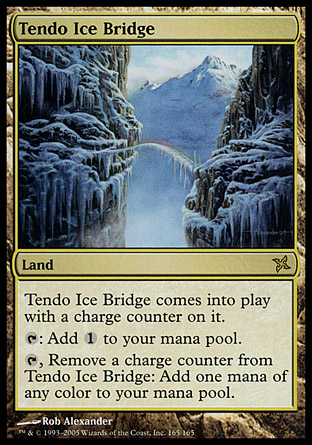 Tendo Ice Bridge
Land
Tendo Ice Bridge comes into play
with a charge counter on it.
: Add 1 to your mana pool.
, Remove a charge counter from
Tendo Ice Bridge: Add one mana of
any color to your mana pool.
Rob Alexander
™ & © 1993–2005 Wizards of the Coast, Inc. 165/165